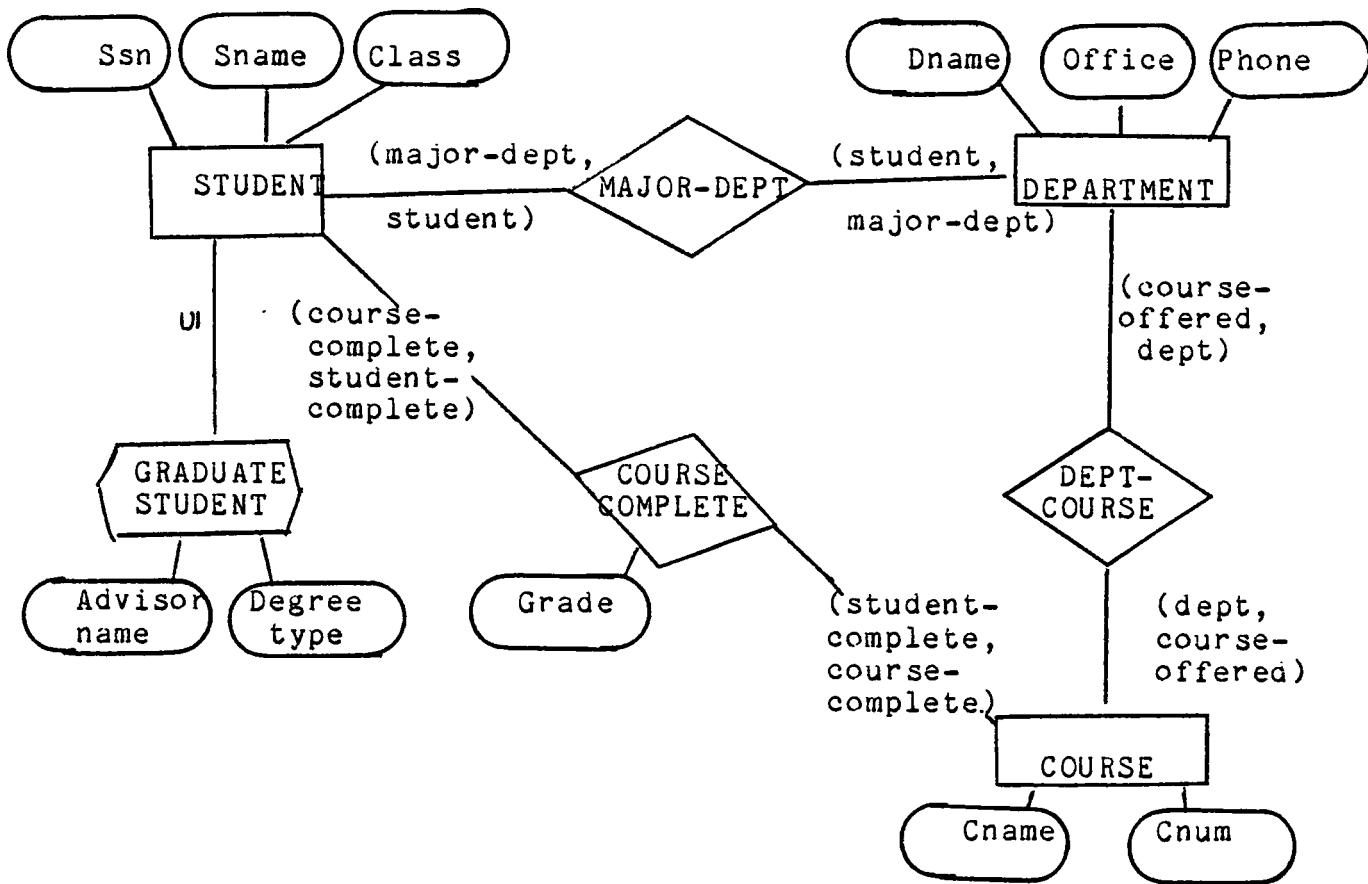 Ssn
Sname
Class
Dname
Office
Phone
STUDENT
(major-dept,
student)
MAJOR-DEPT
(student,
major-dept)
DEPARTMENT
UI
(course-
complete,
student-
complete)
(course-
offered,
dept)
GRADUATE
STUDENT
COURSE
COMPLETE
DEPT-
COURSE
Advisor
name
Degree
type
Grade
(student-
complete,
course-
complete)
(dept,
course-
offered)
COURSE
Cname
Cnum